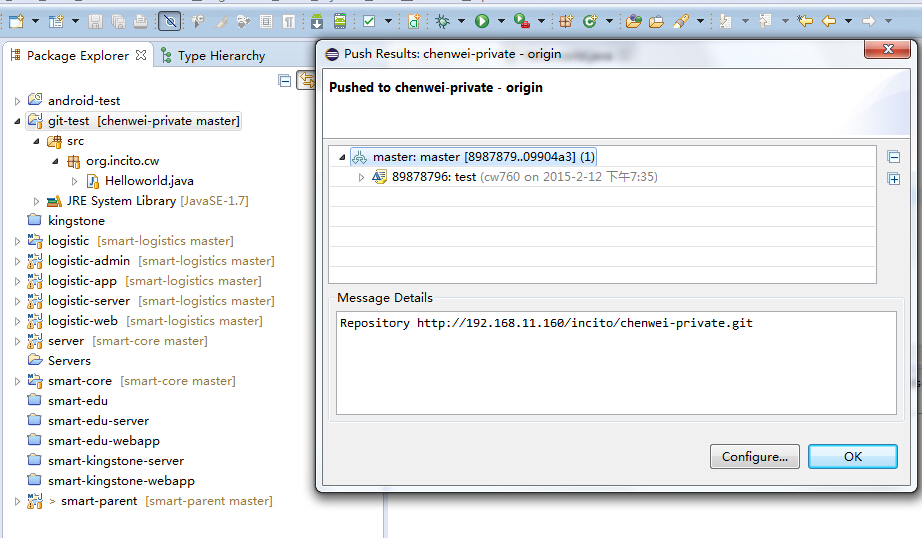 Package Explorer
Type Hierarchy
android-test
git-test [chenwei-private master]
src
org.incito.cw
Helloworld.java
JRE System Library [JavaSE-1.7]
kingstone
logistic [smart-logistics master]
logistic-admin [smart-logistics master]
logistic-app [smart-logistics master]
logistic-server [smart-logistics master]
logistic-web [smart-logistics master]
server [smart-core master]
Servers
smart-core [smart-core master]
smart-edu
smart-edu-server
smart-edu-webapp
smart-kingstone-server
smart-kingstone-webapp
> smart-parent [smart-parent master]
Push Results: chenwei-private - origin
Pushed to chenwei-private - origin
master: master [8987879..09904a3] (1)
89878796: test (cw760 on 2015-2-12 下午7:35)
Message Details
Repository http://192.168.11.160/incito/chenwei-private.git
Configure...
OK